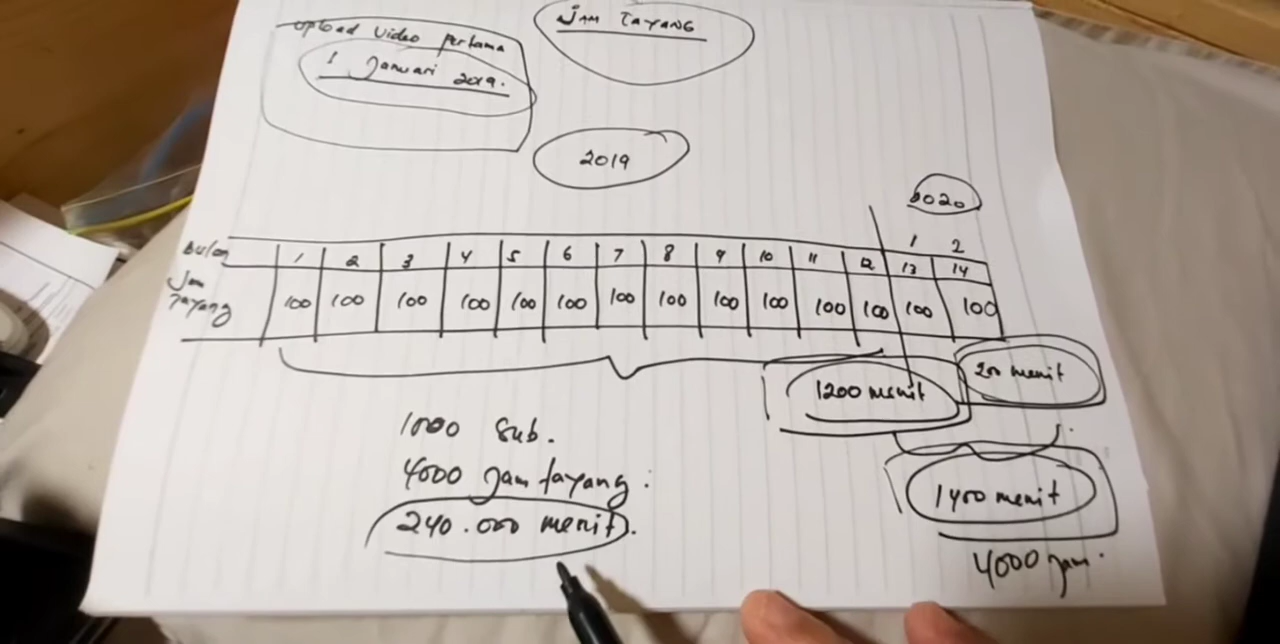 JAM TAYANG
Upload Video Pertama
1 Januari 2019.
2019
2020
1 2
Bulan 1 2 3 4 5 6 7 8 9 10 11 12 13 14
Jam Tayang 100 100 100 100 100 100 100 100 100 100 100 100 100 100
1200 menit
200 menit
1000 Sub.
4000 Jam tayang:
240.000 menit.
1400 menit
4000 Jam.